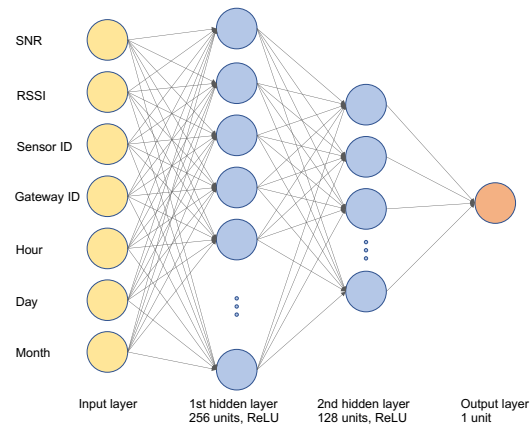 SNR
RSSI
Sensor ID
Gateway ID
Hour
Day
Month
Input layer
1st hidden layer
256 units, ReLU
2nd hidden layer
128 units, ReLU
Output layer
1 unit